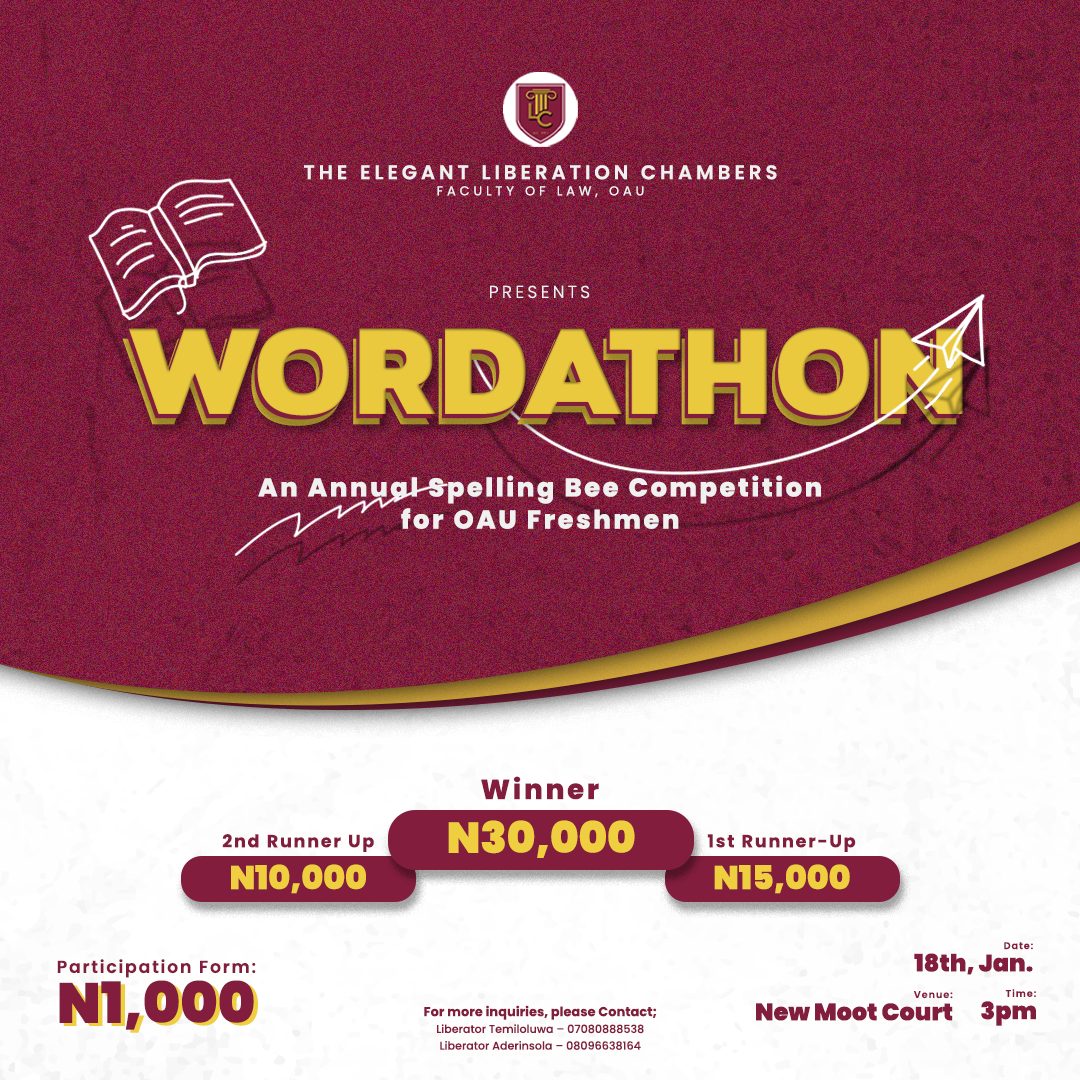 LC
THE ELEGANT LIBERATION CHAMBERS
FACULTY OF LAW, OAU
PRESENTS
WORDATHON
An Annual Spelling Bee Competition
for OAU Freshmen
Winner
N30,000
2nd Runner Up
N10,000
1st Runner-Up
N15,000
Participation Form:
N1,000
For more inquiries, please Contact;
Liberator Temiloluwa – 07080888538
Liberator Aderinsola – 08096638164
Date:
18th, Jan.
Venue:
New Moot Court
Time:
3pm